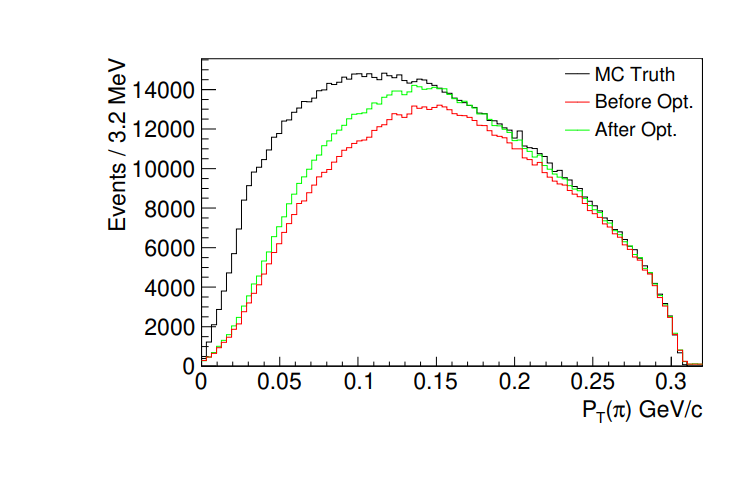 Events / 3.2 MeV
14000
12000
10000
8000
6000
4000
2000
0
MC Truth
Before Opt.
After Opt.
0 0.05 0.1 0.15 0.2 0.25 0.3
P_T(π) GeV/c